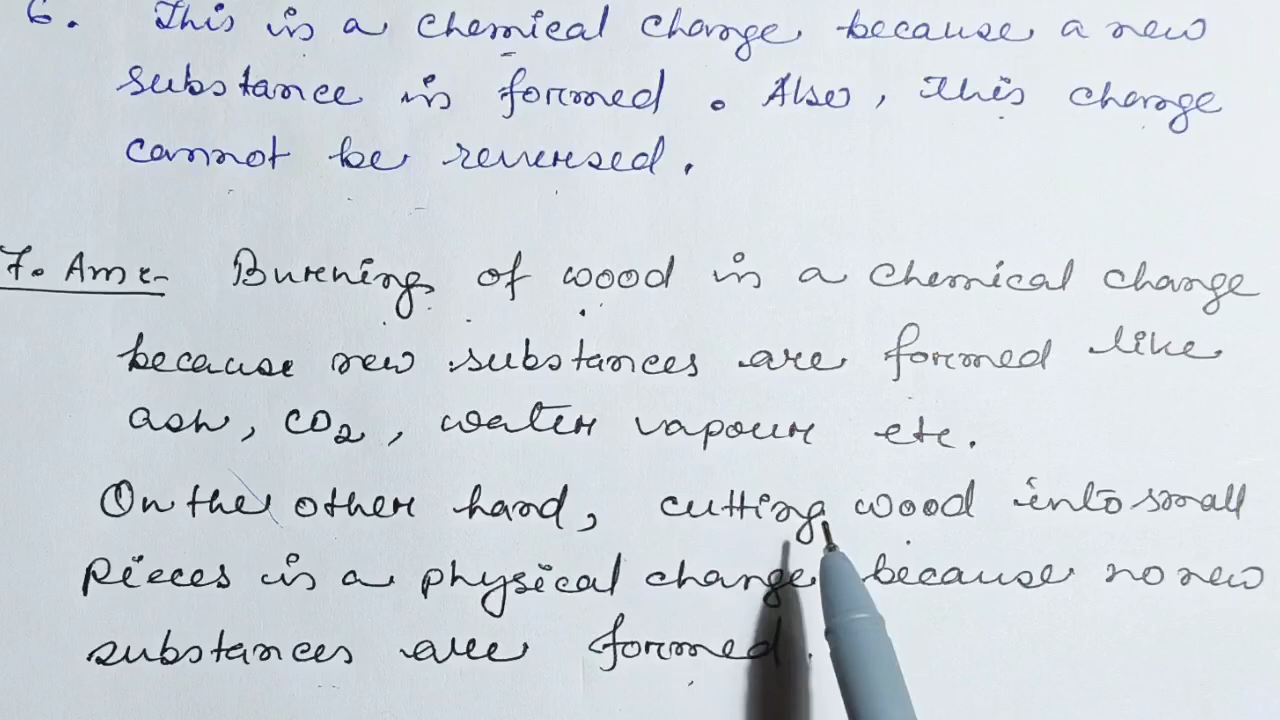 6. This is a chemical change because a new
substance is formed. Also, this change
cannot be reversed.
7. Ans:- Burning of wood is a chemical change
because new substances are formed like
ash, CO2, water vapour etc.
On the other hand, cutting wood into small
pieces is a physical change because no new
substances are formed.